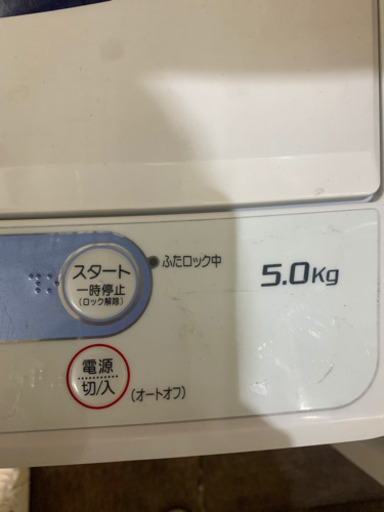 スタート
一時停止
(ロック解除)
ふたロック中
5.0Kg
電源
切/入
(オートオフ)